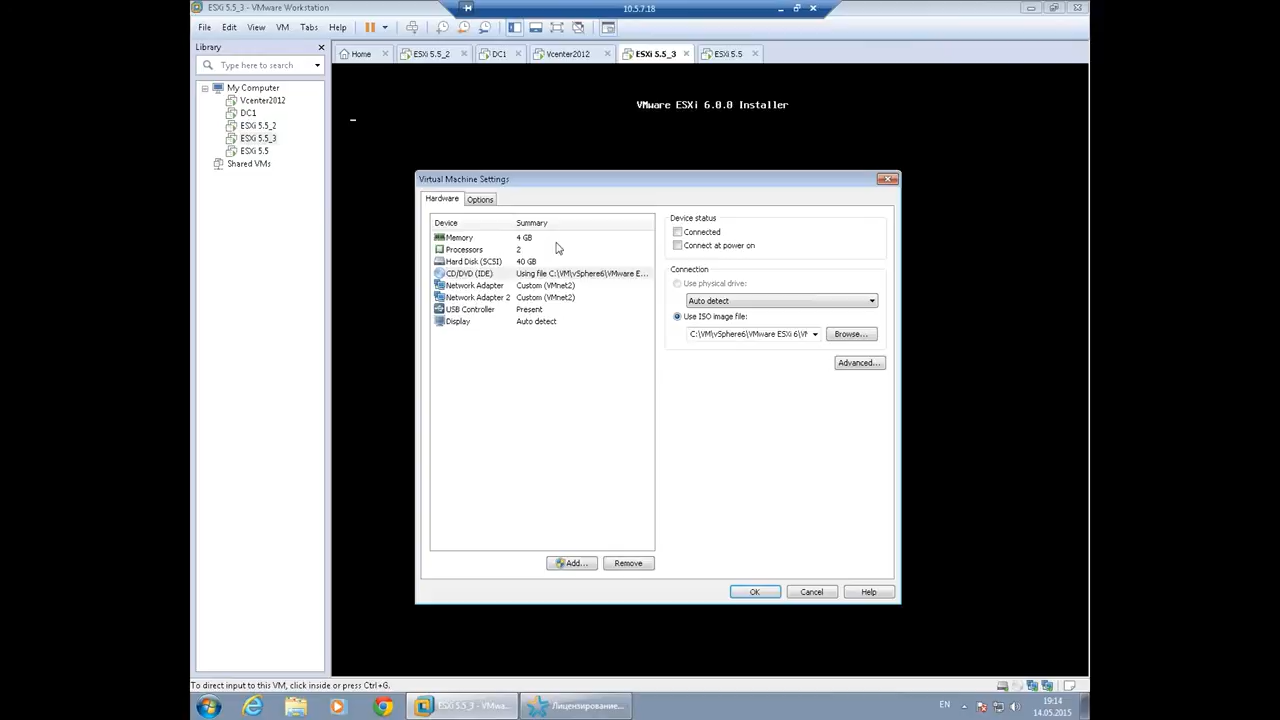 ESXi 5.5_3 - VMware Workstation
10.5.7.18
File Edit View VM Tabs Help
Library
Type here to search
My Computer
Vcenter2012
DC1
ESXi 5.5_2
ESXi 5.5_3
ESXi 5.5
Shared VMs
Home ESXi 5.5_2 DC1 Vcenter2012 ESXi 5.5_3 ESXi 5.5
VMware ESXi 6.0.0 Installer
Virtual Machine Settings
Hardware Options
Device Summary
Memory 4 GB
Processors 2
Hard Disk (SCSI) 40 GB
CD/DVD (IDE) Using file C:\VM\vSphere6\VMware E...
Network Adapter Custom (VMnet2)
Network Adapter 2 Custom (VMnet2)
USB Controller Present
Display Auto detect
Add... Remove
Device status
Connected
Connect at power on
Connection
Use physical drive:
Auto detect
Use ISO image file:
C:\VM\vSphere6\VMware ESXi 6\VM
Browse...
Advanced...
OK Cancel Help
To direct input to this VM, click inside or press Ctrl+G.
ESXi 5.5_3 - VMwa...
Лицензирование...
EN
19:14
14.05.2015